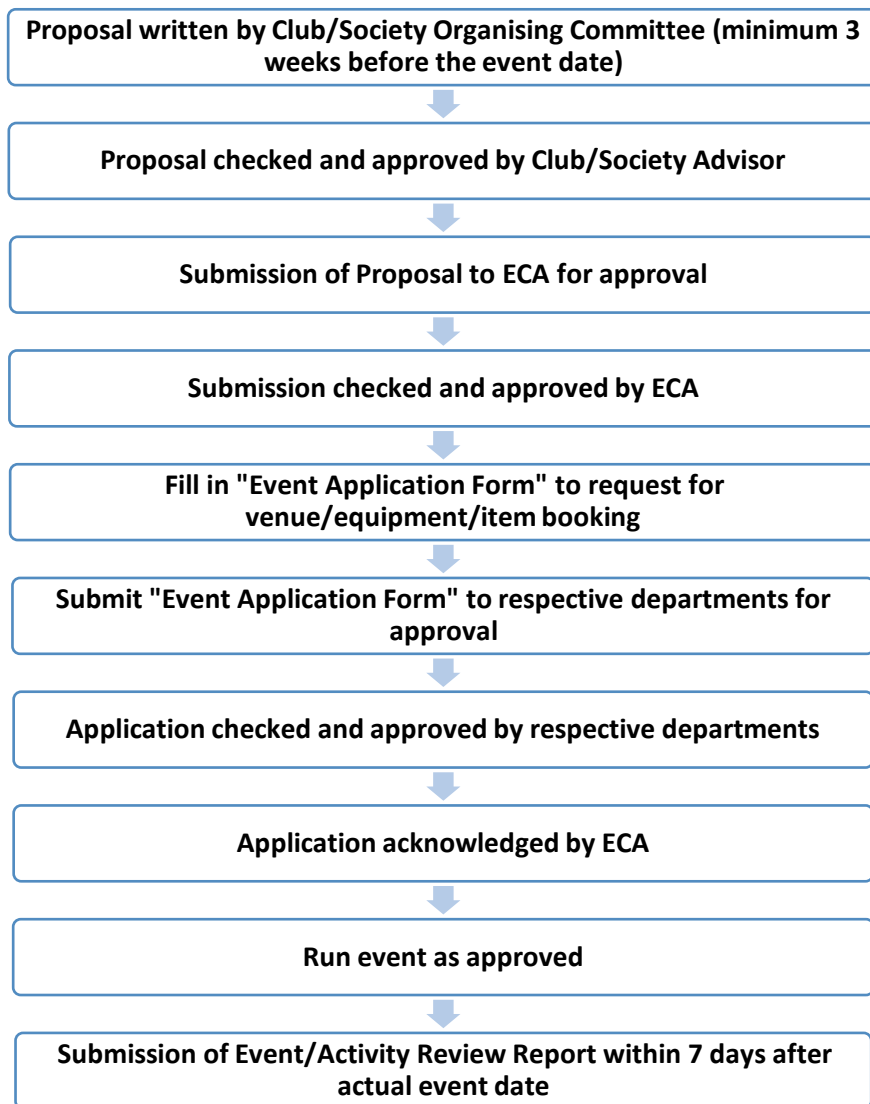 Proposal written by Club/Society Organising Committee (minimum 3
weeks before the event date)
Proposal checked and approved by Club/Society Advisor
Submission of Proposal to ECA for approval
Submission checked and approved by ECA
Fill in "Event Application Form" to request for
venue/equipment/item booking
Submit "Event Application Form" to respective departments for
approval
Application checked and approved by respective departments
Application acknowledged by ECA
Run event as approved
Submission of Event/Activity Review Report within 7 days after
actual event date